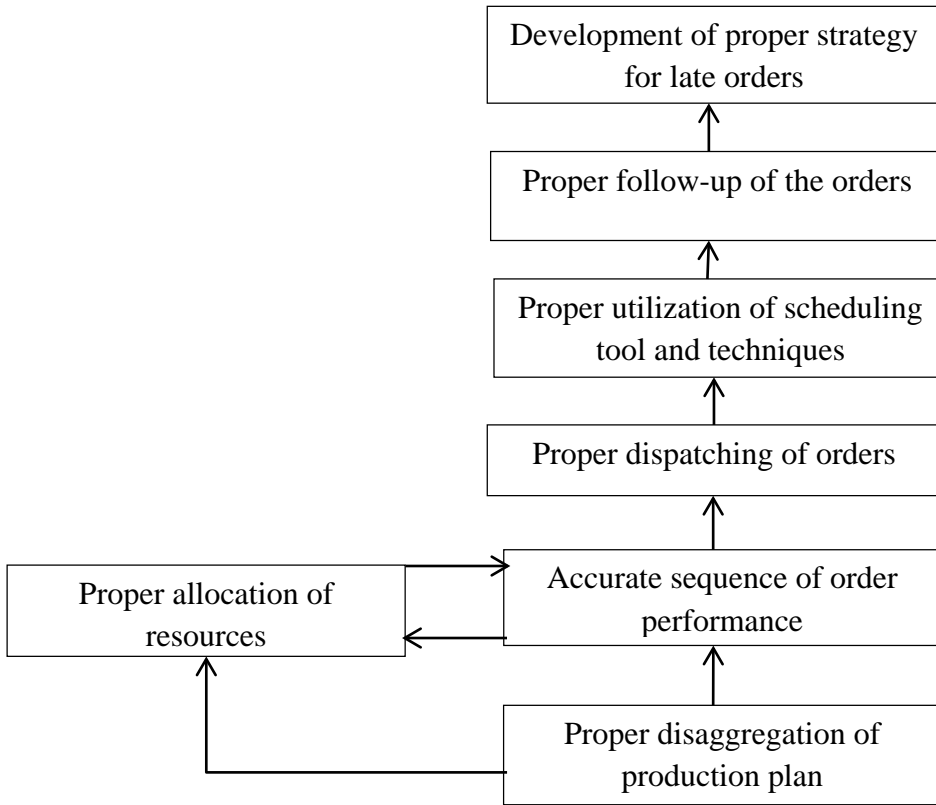 Development of proper strategy
for late orders
Proper follow-up of the orders
Proper utilization of scheduling
tool and techniques
Proper dispatching of orders
Accurate sequence of order
performance
Proper allocation of
resources
Proper disaggregation of
production plan